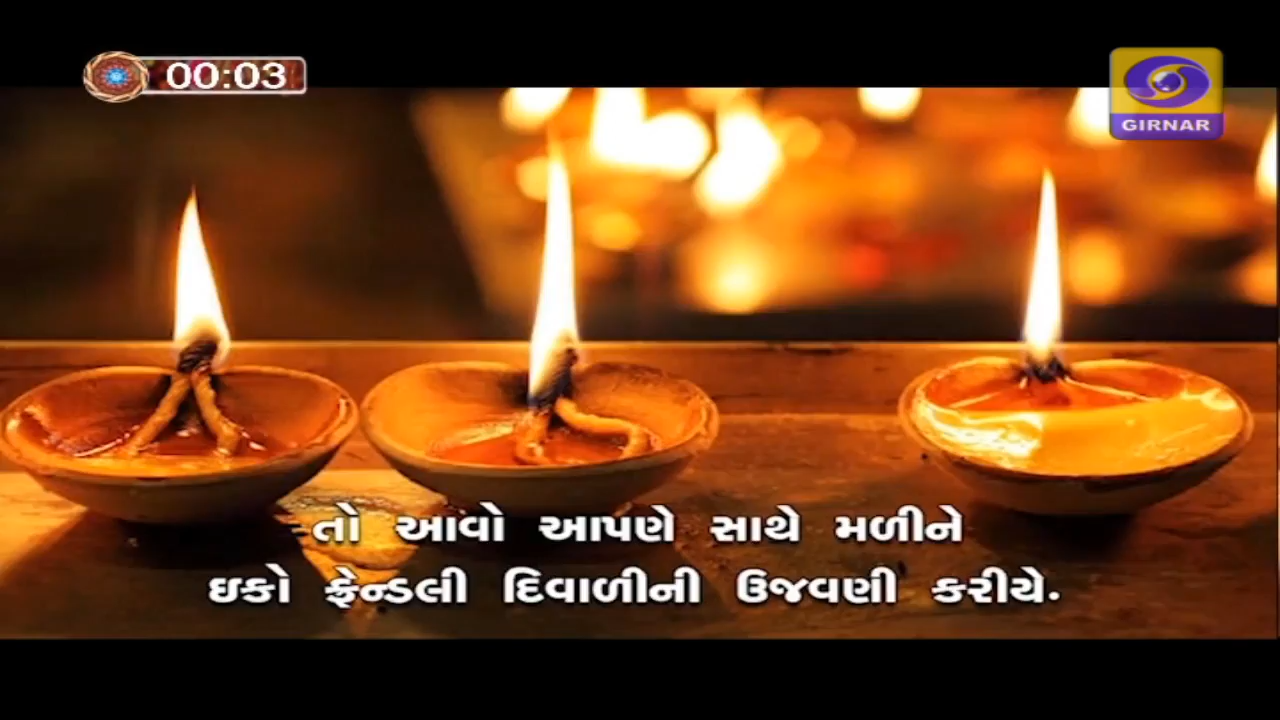 00:03
GIRNAR
તો આવો આપણે સાથે મળીને
ઇકો ફ્રેન્ડલી દિવાળીની ઉજવણી કરીયે.